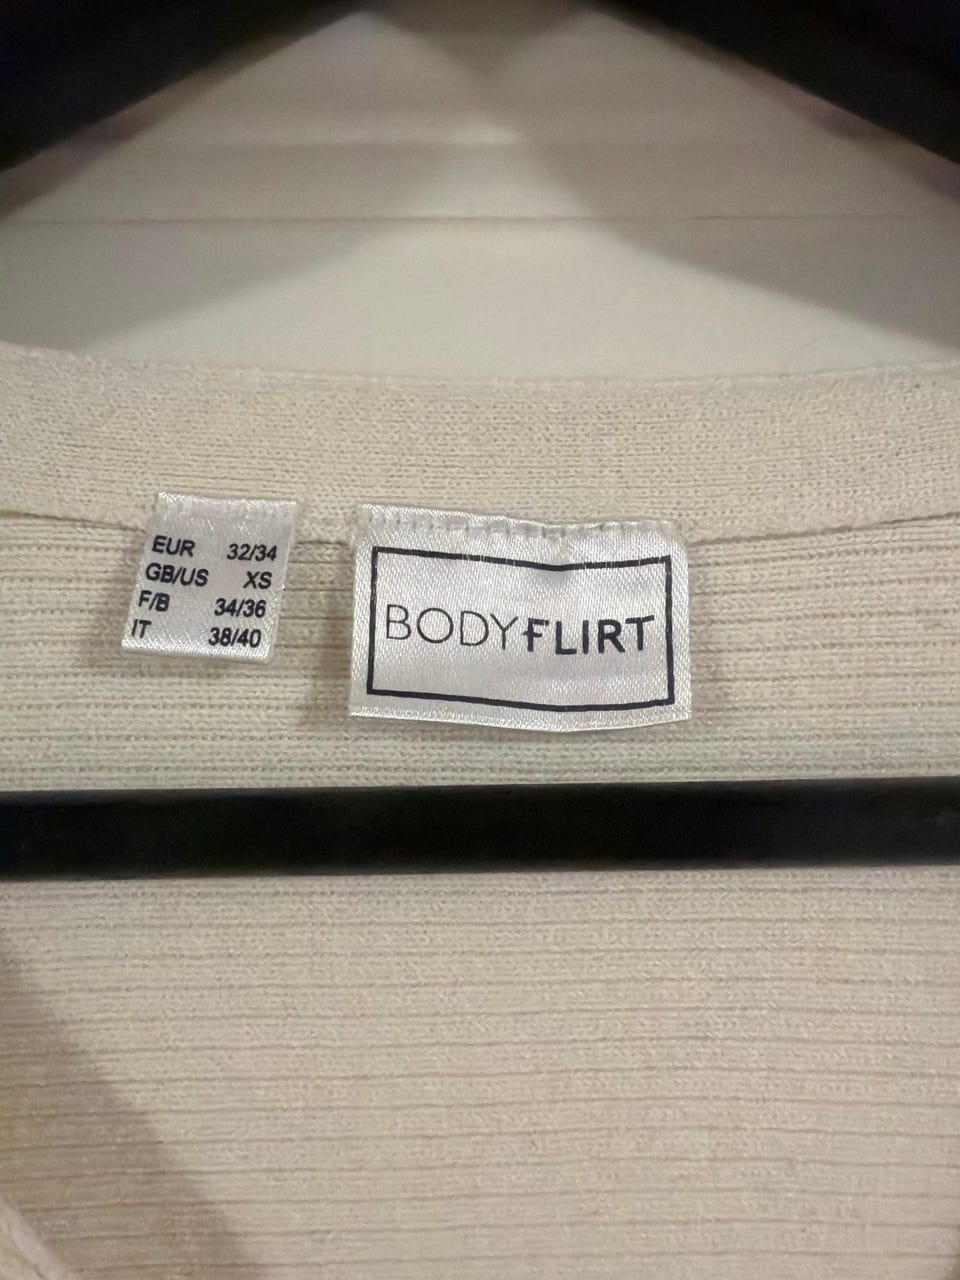 EUR 32/34
GB/US XS
F/B 34/36
IT 38/40
BODYFLIRT